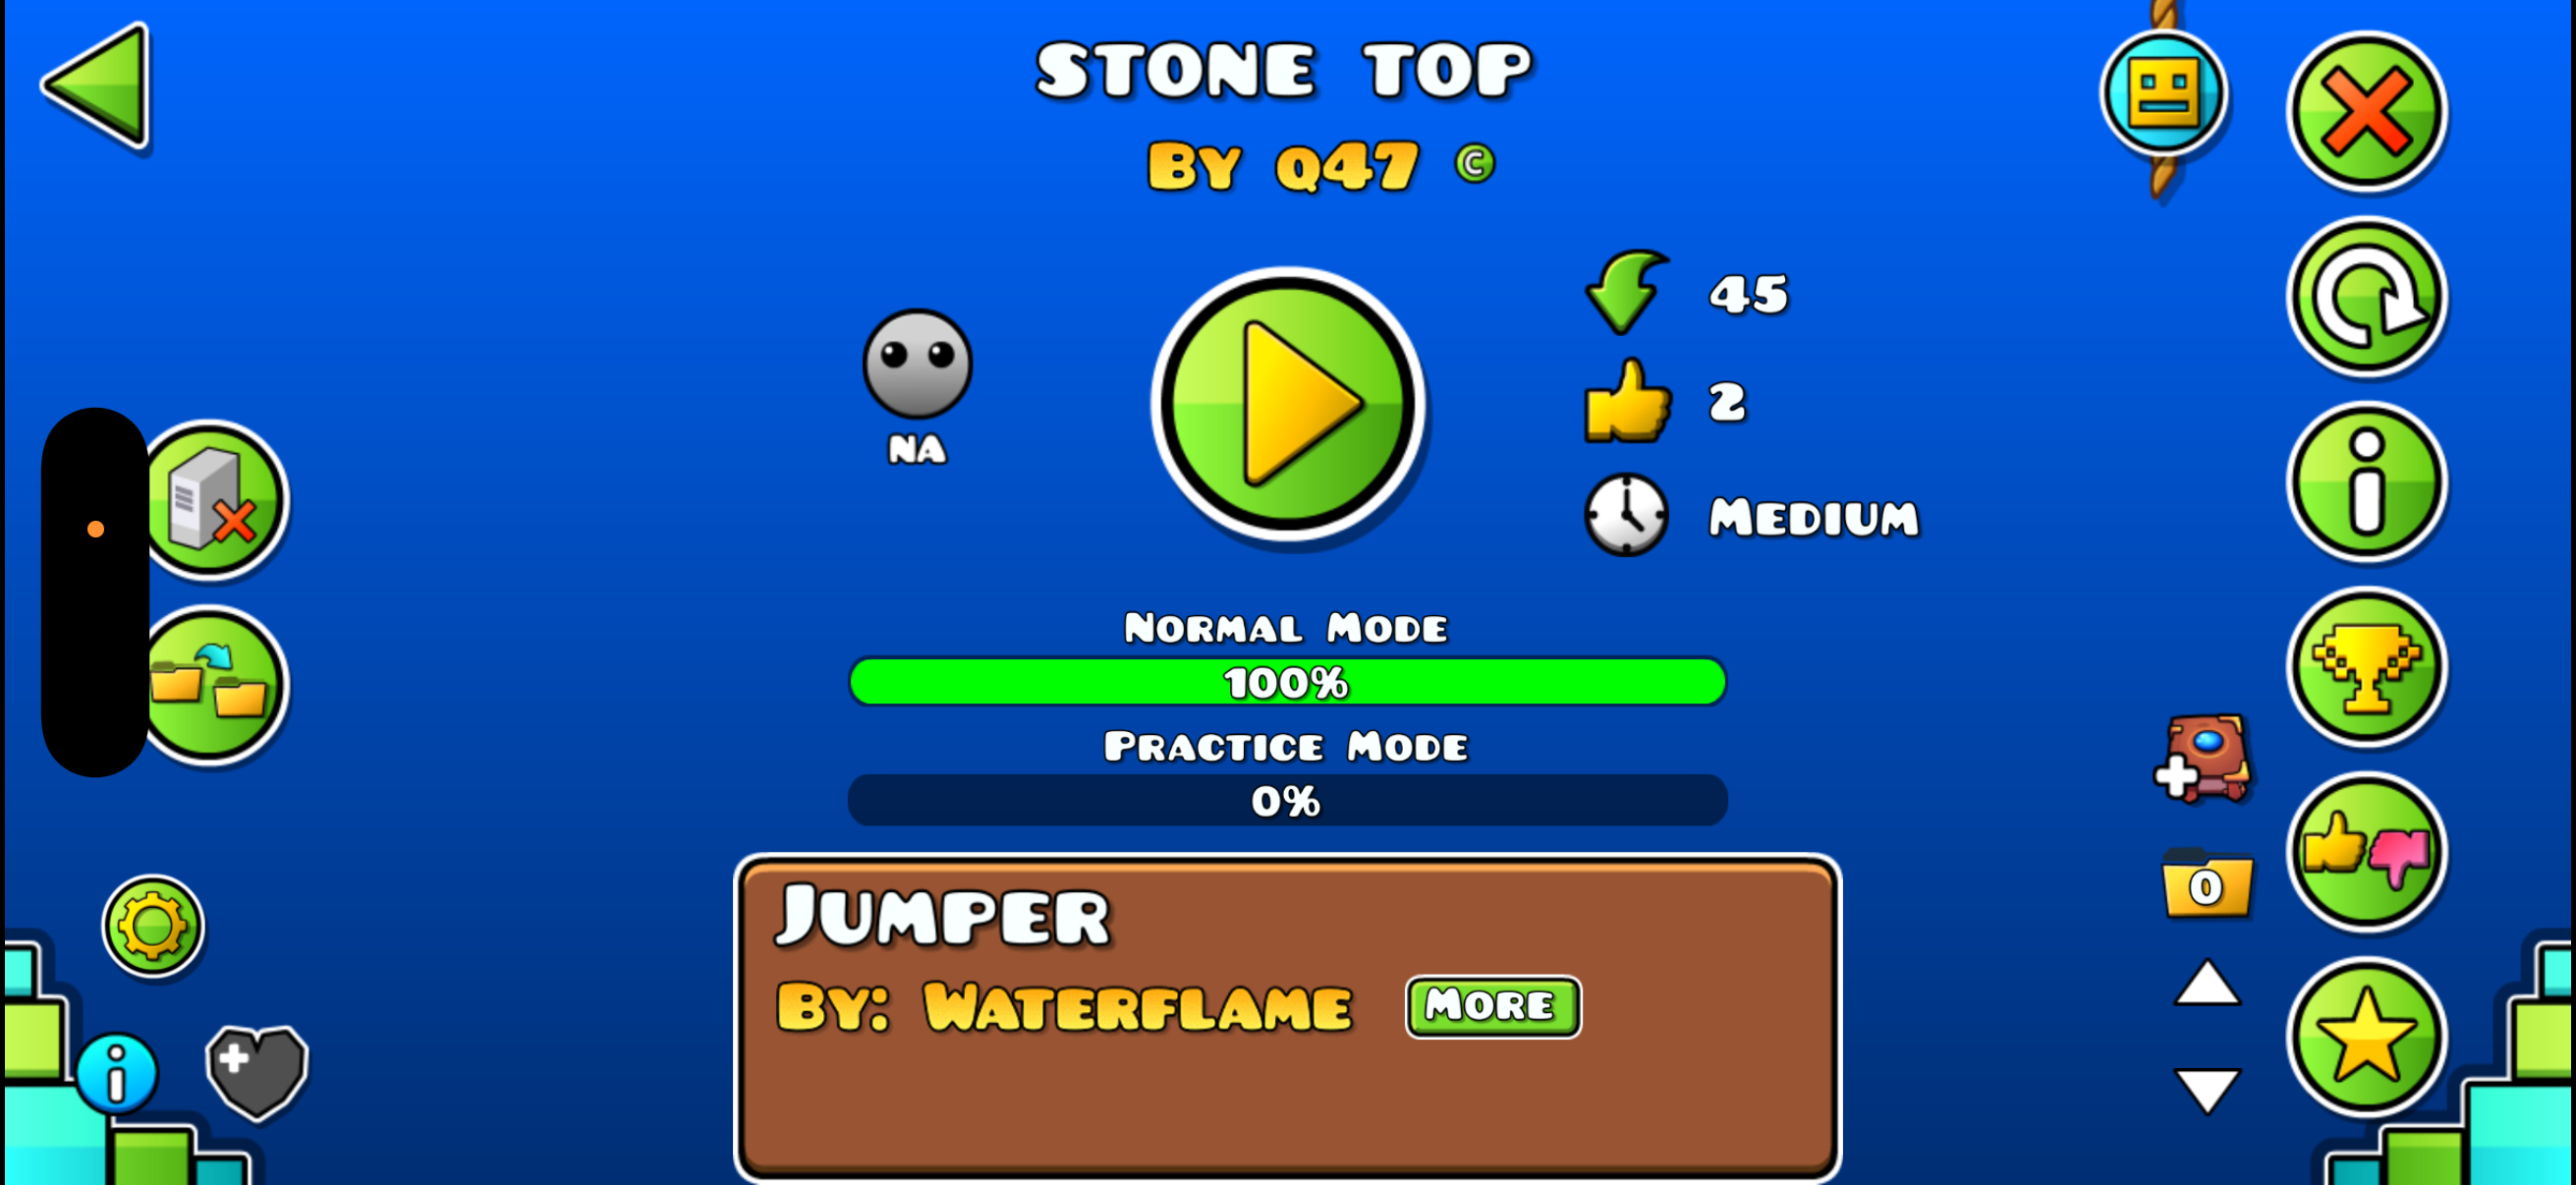 STONE TOP
BY Q47 C
45
NA
2
MEDIUM
NORMAL MODE
100%
PRACTICE MODE
0%
JUMPER
BY: WATERFLAME MORE
0